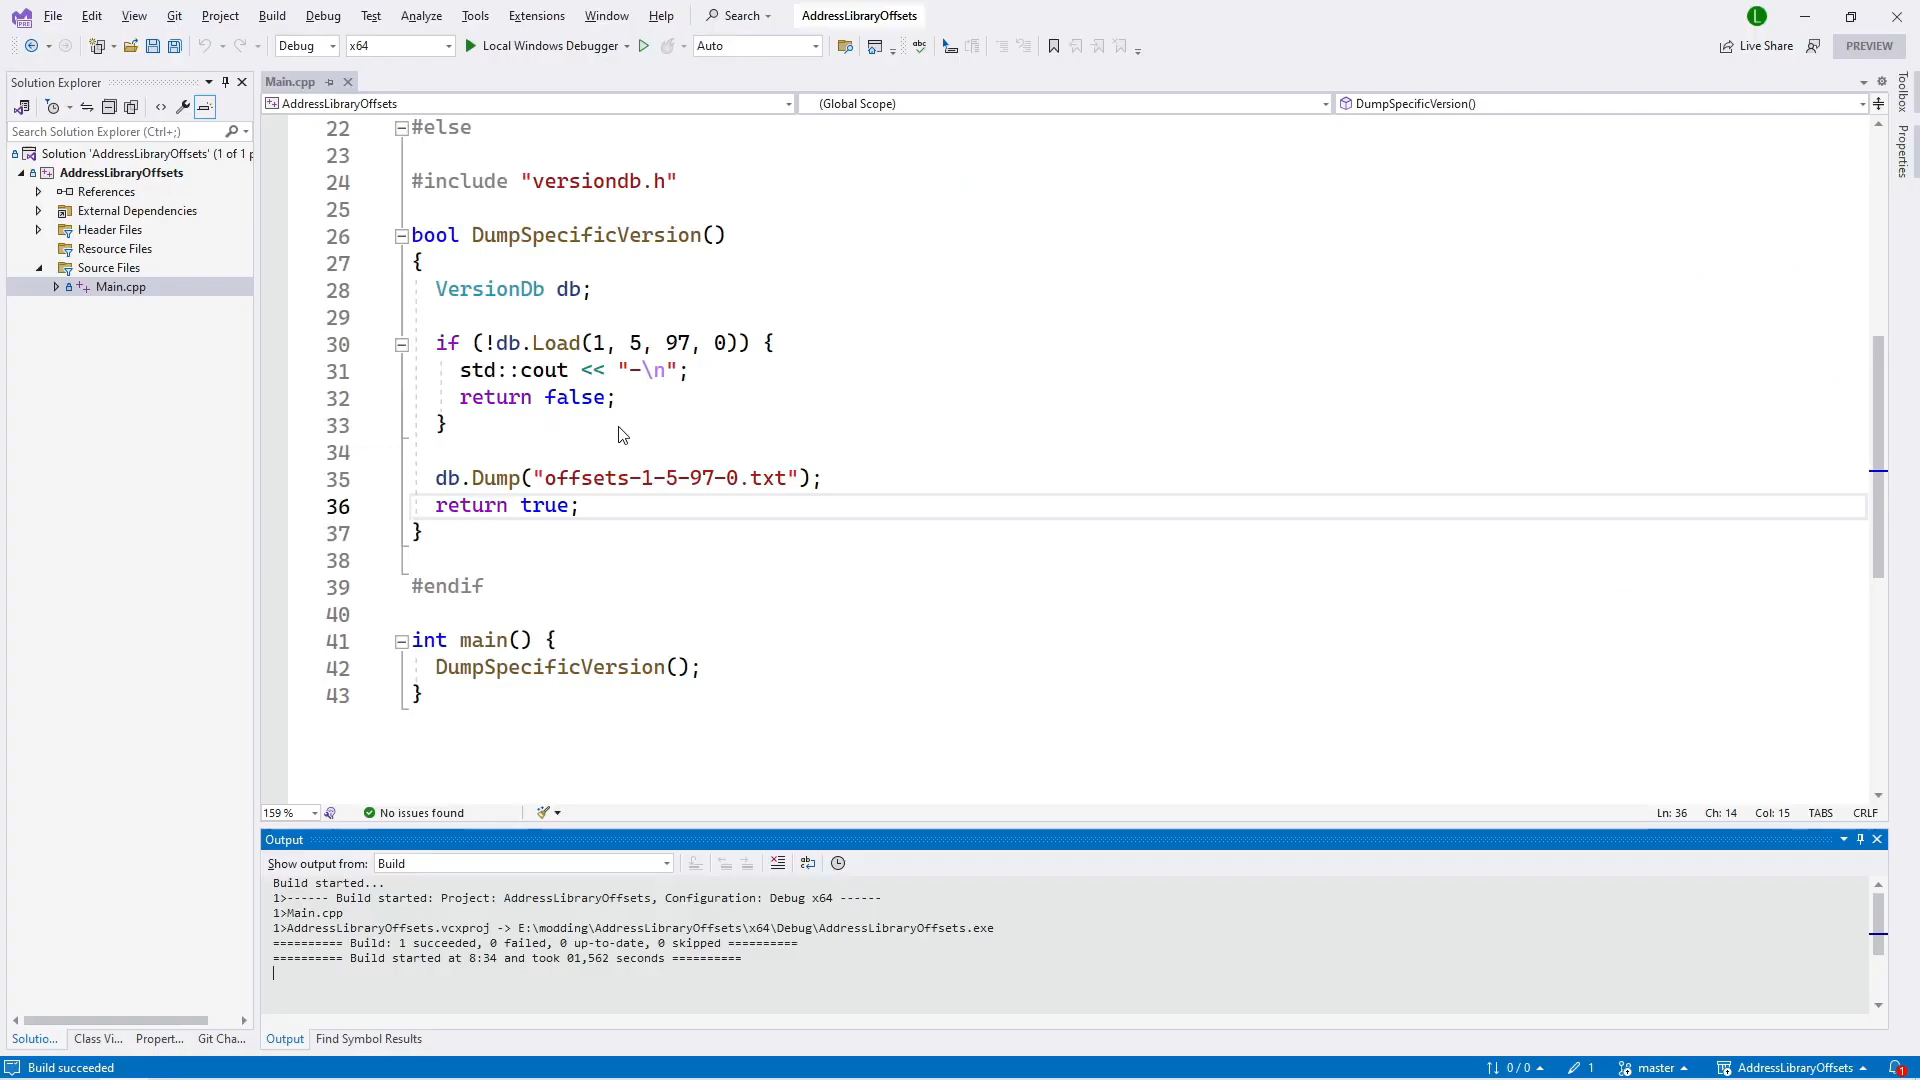 File Edit View Git Project Build Debug Test Analyze Tools Extensions Window Help Search AddressLibraryOffsets L
Debug x64 Local Windows Debugger Auto Live Share PREVIEW
Solution Explorer
Search Solution Explorer (Ctrl+;)
Solution 'AddressLibraryOffsets' (1 of 1 p
AddressLibraryOffsets
References
External Dependencies
Header Files
Resource Files
Source Files
Main.cpp
Main.cpp
AddressLibraryOffsets (Global Scope) DumpSpecificVersion()
22 #else
23
24 #include "versiondb.h"
25
26 bool DumpSpecificVersion()
27 {
28 VersionDb db;
29
30 if (!db.Load(1, 5, 97, 0)) {
31 std::cout << "-\n";
32 return false;
33 }
34
35 db.Dump("offsets-1-5-97-0.txt");
36 return true;
37 }
38
39 #endif
40
41 int main() {
42 DumpSpecificVersion();
43 }
159 % No issues found Ln: 36 Ch: 14 Col: 15 TABS CRLF
Output
Show output from: Build
Build started...
1>------ Build started: Project: AddressLibraryOffsets, Configuration: Debug x64 ------
1>Main.cpp
1>AddressLibraryOffsets.vcxproj -> E:\modding\AddressLibraryOffsets\x64\Debug\AddressLibraryOffsets.exe
========== Build: 1 succeeded, 0 failed, 0 up-to-date, 0 skipped ==========
========== Build started at 8:34 and took 01,562 seconds ==========
Solutio... Class Vi... Propert... Git Cha... Output Find Symbol Results
Build succeeded 0 / 0 1 master AddressLibraryOffsets 1
Toolbox
Properties